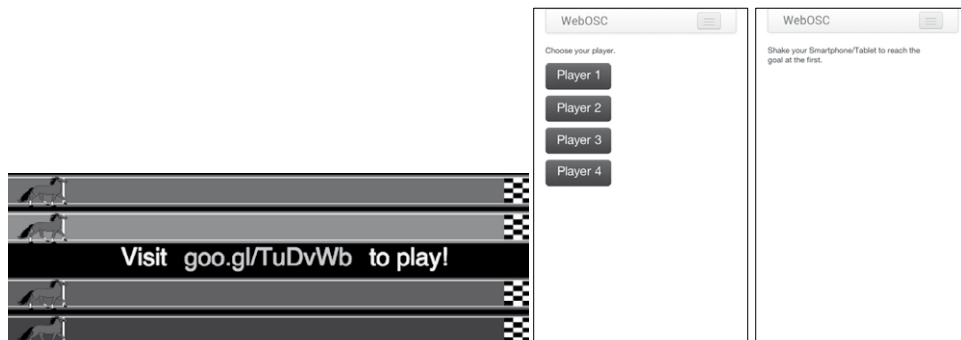 Visit goo.gl/TuDvWb to play!
WebOSC
Choose your player.
Player 1
Player 2
Player 3
Player 4
WebOSC
Shake your Smartphone/Tablet to reach the
goal at the first.